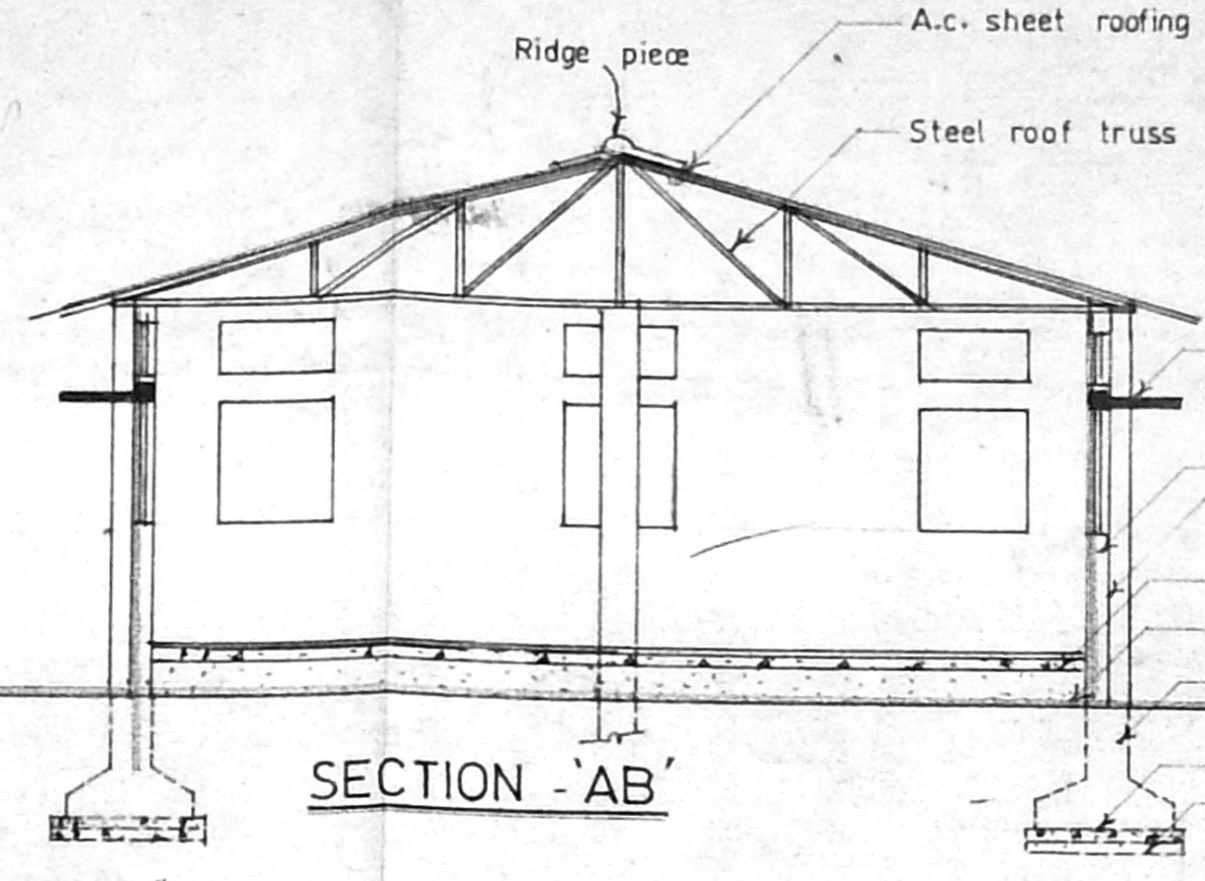 A.c. sheet roofing
Ridge piece
Steel roof truss
SECTION - 'AB'